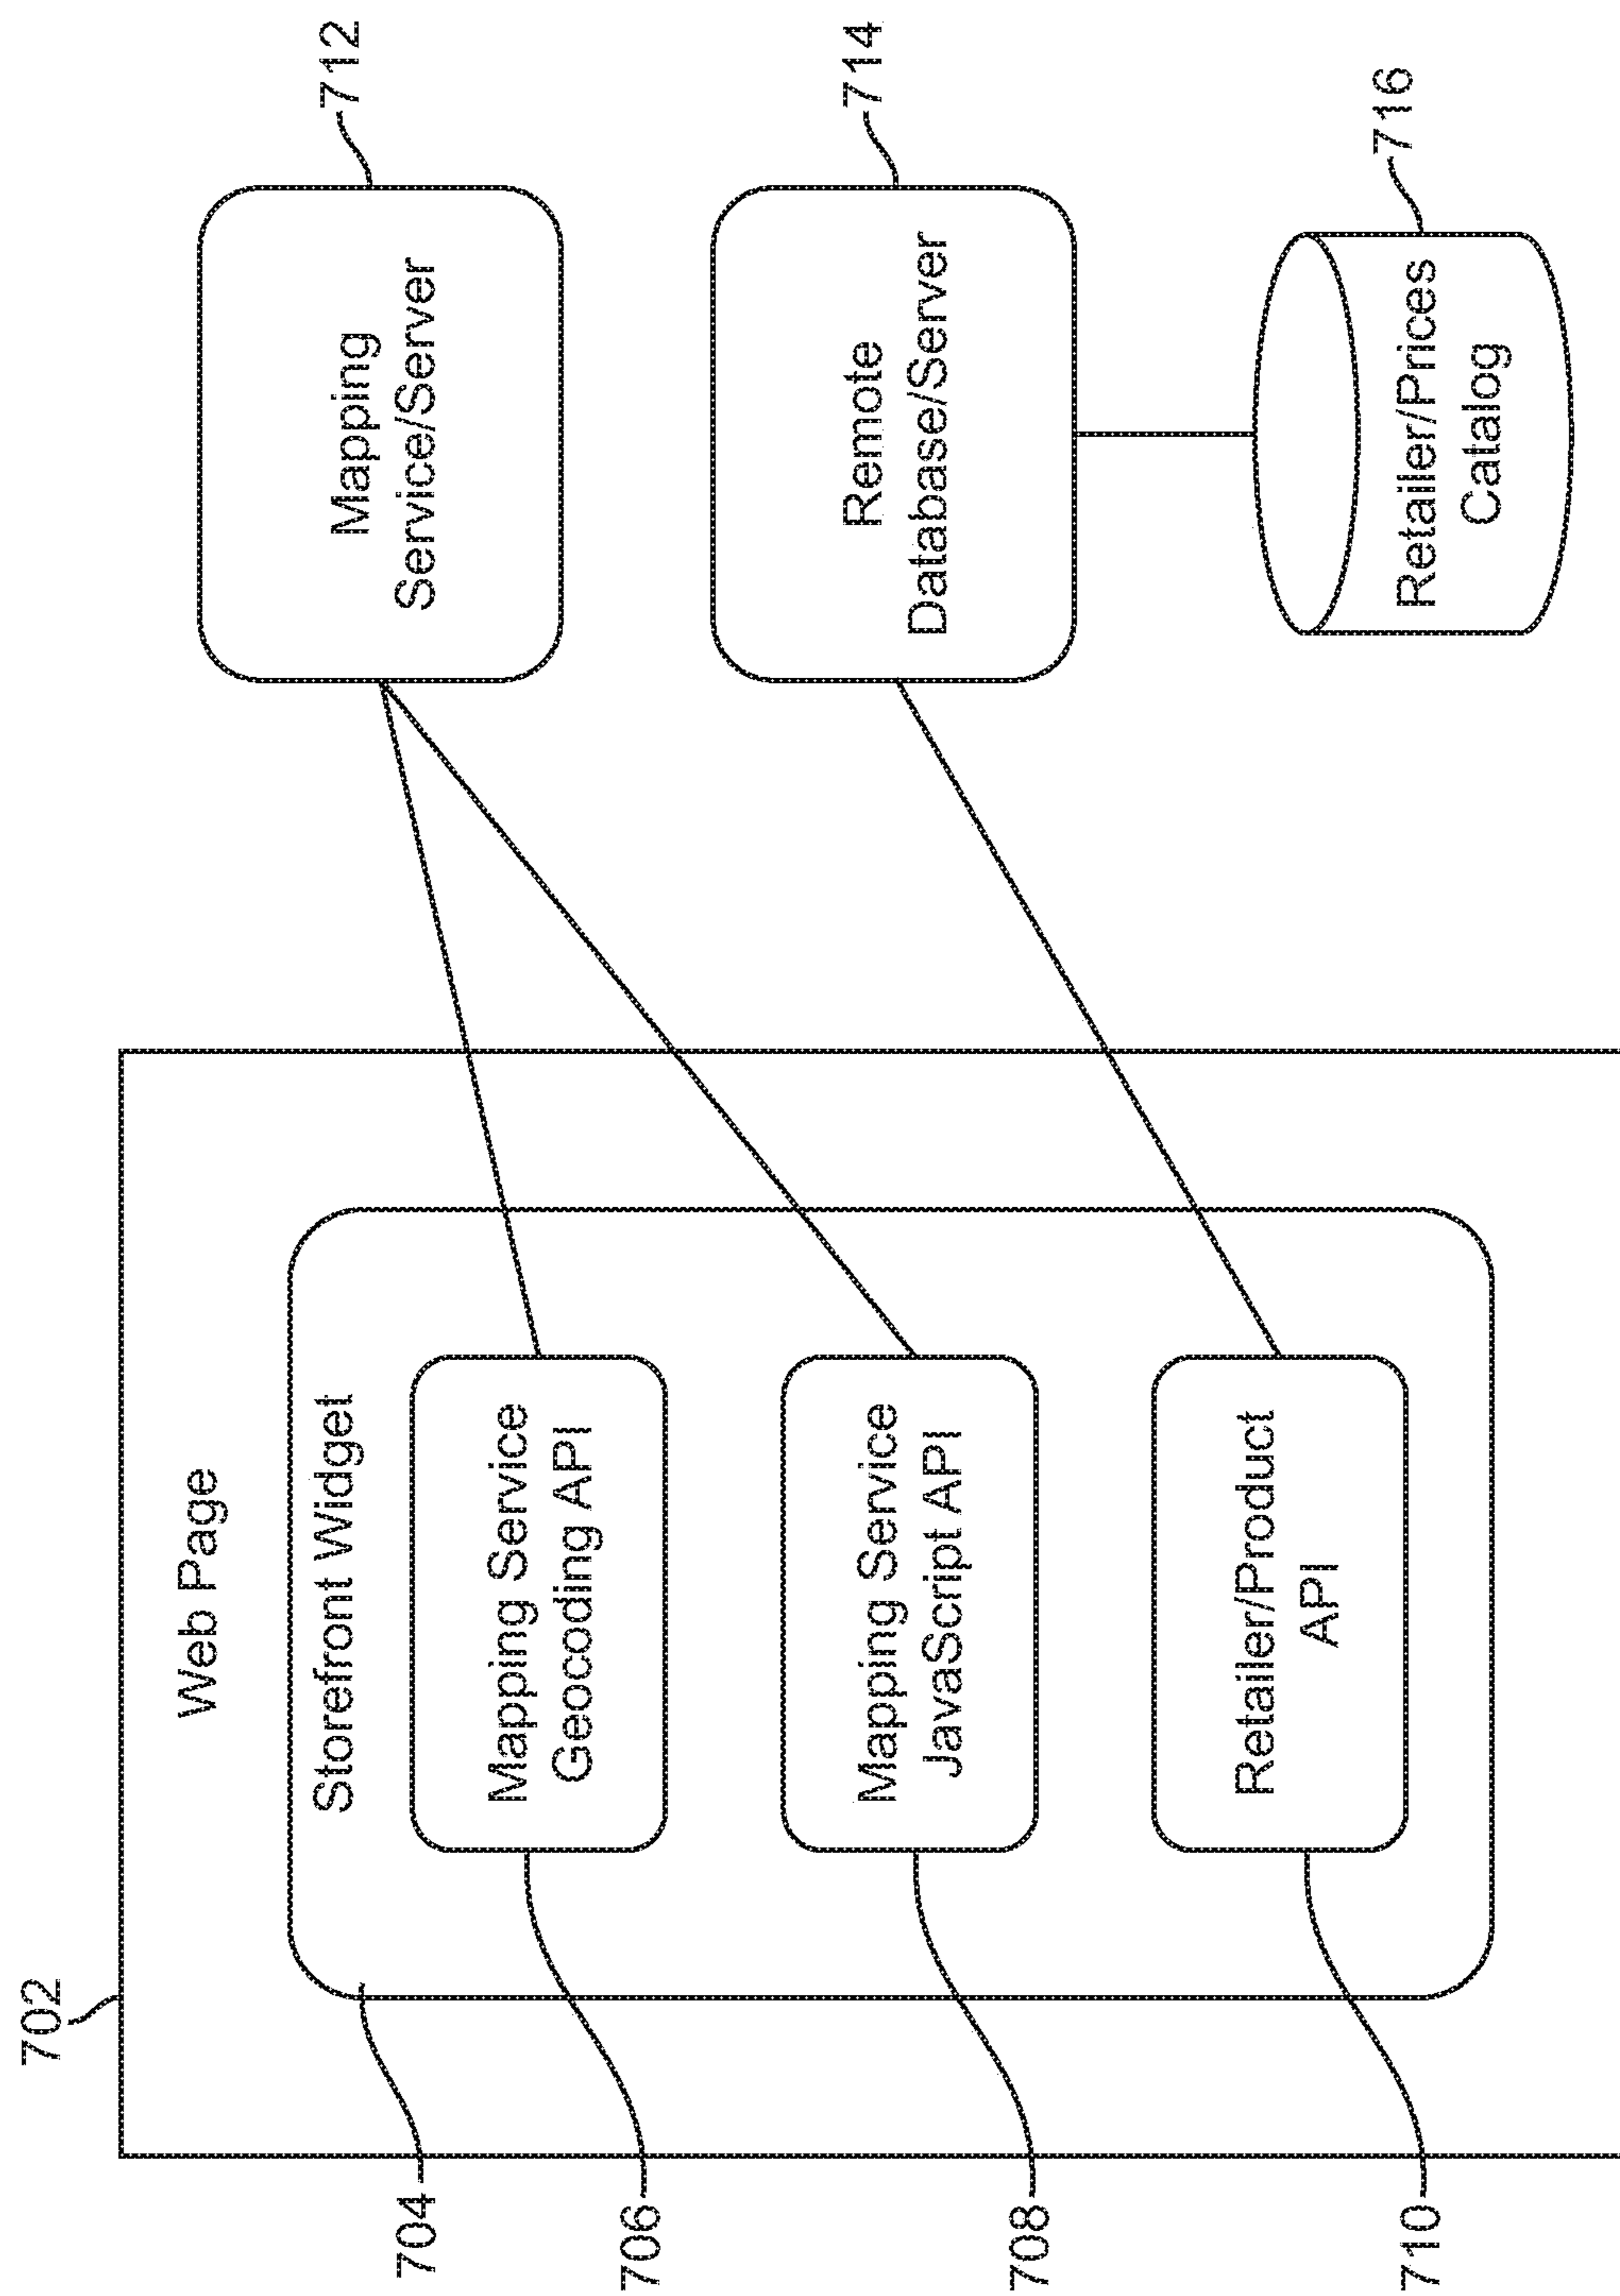 702
Web Page
704
Storefront Widget
706
Mapping Service
Geocoding API
708
Mapping Service
JavaScript API
710
Retailer/Product
API
712
Mapping
Service/Server
714
Remote
Database/Server
716
Retailer/Prices
Catalog